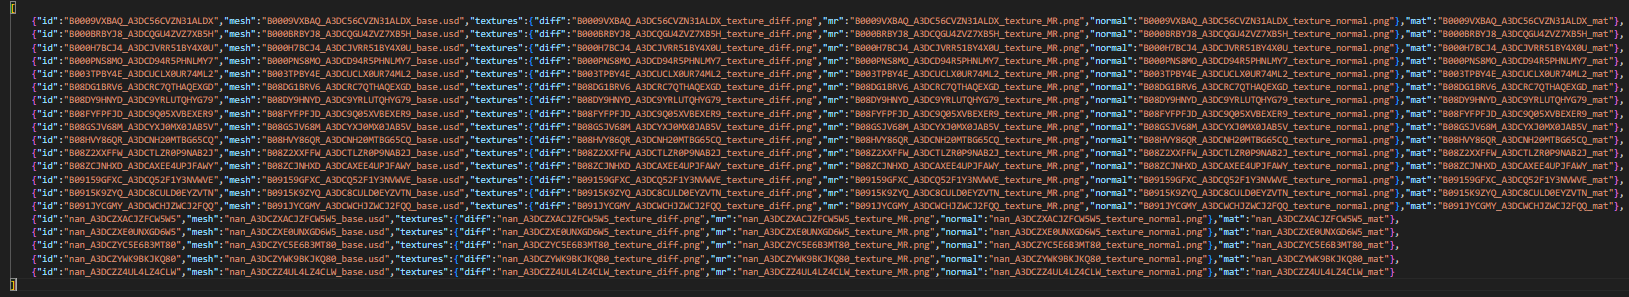 [
{"id":"B0009VXBAQ_A3DC56CVZN31ALDX","mesh":"B0009VXBAQ_A3DC56CVZN31ALDX_base.usd","textures":{"diff":"B0009VXBAQ_A3DC56CVZN31ALDX_texture_diff.png","mr":"B0009VXBAQ_A3DC56CVZN31ALDX_texture_MR.png","normal":"B0009VXBAQ_A3DC56CVZN31ALDX_texture_normal.png"},"mat":"B0009VXBAQ_A3DC56CVZN31ALDX_mat"},
{"id":"B000BRBYJ8_A3DCQGU4ZVZ7XB5H","mesh":"B000BRBYJ8_A3DCQGU4ZVZ7XB5H_base.usd","textures":{"diff":"B000BRBYJ8_A3DCQGU4ZVZ7XB5H_texture_diff.png","mr":"B000BRBYJ8_A3DCQGU4ZVZ7XB5H_texture_MR.png","normal":"B000BRBYJ8_A3DCQGU4ZVZ7XB5H_texture_normal.png"},"mat":"B000BRBYJ8_A3DCQGU4ZVZ7XB5H_mat"},
{"id":"B000H7BCJ4_A3DCJVRR51BY4X0U","mesh":"B000H7BCJ4_A3DCJVRR51BY4X0U_base.usd","textures":{"diff":"B000H7BCJ4_A3DCJVRR51BY4X0U_texture_diff.png","mr":"B000H7BCJ4_A3DCJVRR51BY4X0U_texture_MR.png","normal":"B000H7BCJ4_A3DCJVRR51BY4X0U_texture_normal.png"},"mat":"B000H7BCJ4_A3DCJVRR51BY4X0U_mat"},
{"id":"B000PNS8MO_A3DCD94R5PHNLMY7","mesh":"B000PNS8MO_A3DCD94R5PHNLMY7_base.usd","textures":{"diff":"B000PNS8MO_A3DCD94R5PHNLMY7_texture_diff.png","mr":"B000PNS8MO_A3DCD94R5PHNLMY7_texture_MR.png","normal":"B000PNS8MO_A3DCD94R5PHNLMY7_texture_normal.png"},"mat":"B000PNS8MO_A3DCD94R5PHNLMY7_mat"},
{"id":"B003TPBY4E_A3DCUCLX0UR74ML2","mesh":"B003TPBY4E_A3DCUCLX0UR74ML2_base.usd","textures":{"diff":"B003TPBY4E_A3DCUCLX0UR74ML2_texture_diff.png","mr":"B003TPBY4E_A3DCUCLX0UR74ML2_texture_MR.png","normal":"B003TPBY4E_A3DCUCLX0UR74ML2_texture_normal.png"},"mat":"B003TPBY4E_A3DCUCLX0UR74ML2_mat"},
{"id":"B08DG1BRV6_A3DCRC7QTHAQEXGD","mesh":"B08DG1BRV6_A3DCRC7QTHAQEXGD_base.usd","textures":{"diff":"B08DG1BRV6_A3DCRC7QTHAQEXGD_texture_diff.png","mr":"B08DG1BRV6_A3DCRC7QTHAQEXGD_texture_MR.png","normal":"B08DG1BRV6_A3DCRC7QTHAQEXGD_texture_normal.png"},"mat":"B08DG1BRV6_A3DCRC7QTHAQEXGD_mat"},
{"id":"B08DY9HNYD_A3DC9YRLUTQHYG79","mesh":"B08DY9HNYD_A3DC9YRLUTQHYG79_base.usd","textures":{"diff":"B08DY9HNYD_A3DC9YRLUTQHYG79_texture_diff.png","mr":"B08DY9HNYD_A3DC9YRLUTQHYG79_texture_MR.png","normal":"B08DY9HNYD_A3DC9YRLUTQHYG79_texture_normal.png"},"mat":"B08DY9HNYD_A3DC9YRLUTQHYG79_mat"},
{"id":"B08FYFPFJD_A3DC9Q05XVBEXER9","mesh":"B08FYFPFJD_A3DC9Q05XVBEXER9_base.usd","textures":{"diff":"B08FYFPFJD_A3DC9Q05XVBEXER9_texture_diff.png","mr":"B08FYFPFJD_A3DC9Q05XVBEXER9_texture_MR.png","normal":"B08FYFPFJD_A3DC9Q05XVBEXER9_texture_normal.png"},"mat":"B08FYFPFJD_A3DC9Q05XVBEXER9_mat"},
{"id":"B08GSJV68M_A3DCYXJ0MX0JAB5V","mesh":"B08GSJV68M_A3DCYXJ0MX0JAB5V_base.usd","textures":{"diff":"B08GSJV68M_A3DCYXJ0MX0JAB5V_texture_diff.png","mr":"B08GSJV68M_A3DCYXJ0MX0JAB5V_texture_MR.png","normal":"B08GSJV68M_A3DCYXJ0MX0JAB5V_texture_normal.png"},"mat":"B08GSJV68M_A3DCYXJ0MX0JAB5V_mat"},
{"id":"B08HVY86QR_A3DCNH20MTBG65CQ","mesh":"B08HVY86QR_A3DCNH20MTBG65CQ_base.usd","textures":{"diff":"B08HVY86QR_A3DCNH20MTBG65CQ_texture_diff.png","mr":"B08HVY86QR_A3DCNH20MTBG65CQ_texture_MR.png","normal":"B08HVY86QR_A3DCNH20MTBG65CQ_texture_normal.png"},"mat":"B08HVY86QR_A3DCNH20MTBG65CQ_mat"},
{"id":"B08Z2XXFFW_A3DCTLZR0P9NAB2J","mesh":"B08Z2XXFFW_A3DCTLZR0P9NAB2J_base.usd","textures":{"diff":"B08Z2XXFFW_A3DCTLZR0P9NAB2J_texture_diff.png","mr":"B08Z2XXFFW_A3DCTLZR0P9NAB2J_texture_MR.png","normal":"B08Z2XXFFW_A3DCTLZR0P9NAB2J_texture_normal.png"},"mat":"B08Z2XXFFW_A3DCTLZR0P9NAB2J_mat"},
{"id":"B08ZCJNHXD_A3DCAXEE4UPJFAWY","mesh":"B08ZCJNHXD_A3DCAXEE4UPJFAWY_base.usd","textures":{"diff":"B08ZCJNHXD_A3DCAXEE4UPJFAWY_texture_diff.png","mr":"B08ZCJNHXD_A3DCAXEE4UPJFAWY_texture_MR.png","normal":"B08ZCJNHXD_A3DCAXEE4UPJFAWY_texture_normal.png"},"mat":"B08ZCJNHXD_A3DCAXEE4UPJFAWY_mat"},
{"id":"B09159GFXC_A3DCQ52F1Y3NVWVE","mesh":"B09159GFXC_A3DCQ52F1Y3NVWVE_base.usd","textures":{"diff":"B09159GFXC_A3DCQ52F1Y3NVWVE_texture_diff.png","mr":"B09159GFXC_A3DCQ52F1Y3NVWVE_texture_MR.png","normal":"B09159GFXC_A3DCQ52F1Y3NVWVE_texture_normal.png"},"mat":"B09159GFXC_A3DCQ52F1Y3NVWVE_mat"},
{"id":"B0915K9ZYQ_A3DC8CULD0EYZVTN","mesh":"B0915K9ZYQ_A3DC8CULD0EYZVTN_base.usd","textures":{"diff":"B0915K9ZYQ_A3DC8CULD0EYZVTN_texture_diff.png","mr":"B0915K9ZYQ_A3DC8CULD0EYZVTN_texture_MR.png","normal":"B0915K9ZYQ_A3DC8CULD0EYZVTN_texture_normal.png"},"mat":"B0915K9ZYQ_A3DC8CULD0EYZVTN_mat"},
{"id":"B091JYCGMY_A3DCWCHJZWCJ2FQQ","mesh":"B091JYCGMY_A3DCWCHJZWCJ2FQQ_base.usd","textures":{"diff":"B091JYCGMY_A3DCWCHJZWCJ2FQQ_texture_diff.png","mr":"B091JYCGMY_A3DCWCHJZWCJ2FQQ_texture_MR.png","normal":"B091JYCGMY_A3DCWCHJZWCJ2FQQ_texture_normal.png"},"mat":"B091JYCGMY_A3DCWCHJZWCJ2FQQ_mat"},
{"id":"nan_A3DCZXACJZFCW5W5","mesh":"nan_A3DCZXACJZFCW5W5_base.usd","textures":{"diff":"nan_A3DCZXACJZFCW5W5_texture_diff.png","mr":"nan_A3DCZXACJZFCW5W5_texture_MR.png","normal":"nan_A3DCZXACJZFCW5W5_texture_normal.png"},"mat":"nan_A3DCZXACJZFCW5W5_mat"},
{"id":"nan_A3DCZXE0UNXGD6W5","mesh":"nan_A3DCZXE0UNXGD6W5_base.usd","textures":{"diff":"nan_A3DCZXE0UNXGD6W5_texture_diff.png","mr":"nan_A3DCZXE0UNXGD6W5_texture_MR.png","normal":"nan_A3DCZXE0UNXGD6W5_texture_normal.png"},"mat":"nan_A3DCZXE0UNXGD6W5_mat"},
{"id":"nan_A3DCZYC5E6B3MT80","mesh":"nan_A3DCZYC5E6B3MT80_base.usd","textures":{"diff":"nan_A3DCZYC5E6B3MT80_texture_diff.png","mr":"nan_A3DCZYC5E6B3MT80_texture_MR.png","normal":"nan_A3DCZYC5E6B3MT80_texture_normal.png"},"mat":"nan_A3DCZYC5E6B3MT80_mat"},
{"id":"nan_A3DCZYWK9BKJKQ80","mesh":"nan_A3DCZYWK9BKJKQ80_base.usd","textures":{"diff":"nan_A3DCZYWK9BKJKQ80_texture_diff.png","mr":"nan_A3DCZYWK9BKJKQ80_texture_MR.png","normal":"nan_A3DCZYWK9BKJKQ80_texture_normal.png"},"mat":"nan_A3DCZYWK9BKJKQ80_mat"},
{"id":"nan_A3DCZZ4UL4LZ4CLW","mesh":"nan_A3DCZZ4UL4LZ4CLW_base.usd","textures":{"diff":"nan_A3DCZZ4UL4LZ4CLW_texture_diff.png","mr":"nan_A3DCZZ4UL4LZ4CLW_texture_MR.png","normal":"nan_A3DCZZ4UL4LZ4CLW_texture_normal.png"},"mat":"nan_A3DCZZ4UL4LZ4CLW_mat"}
]